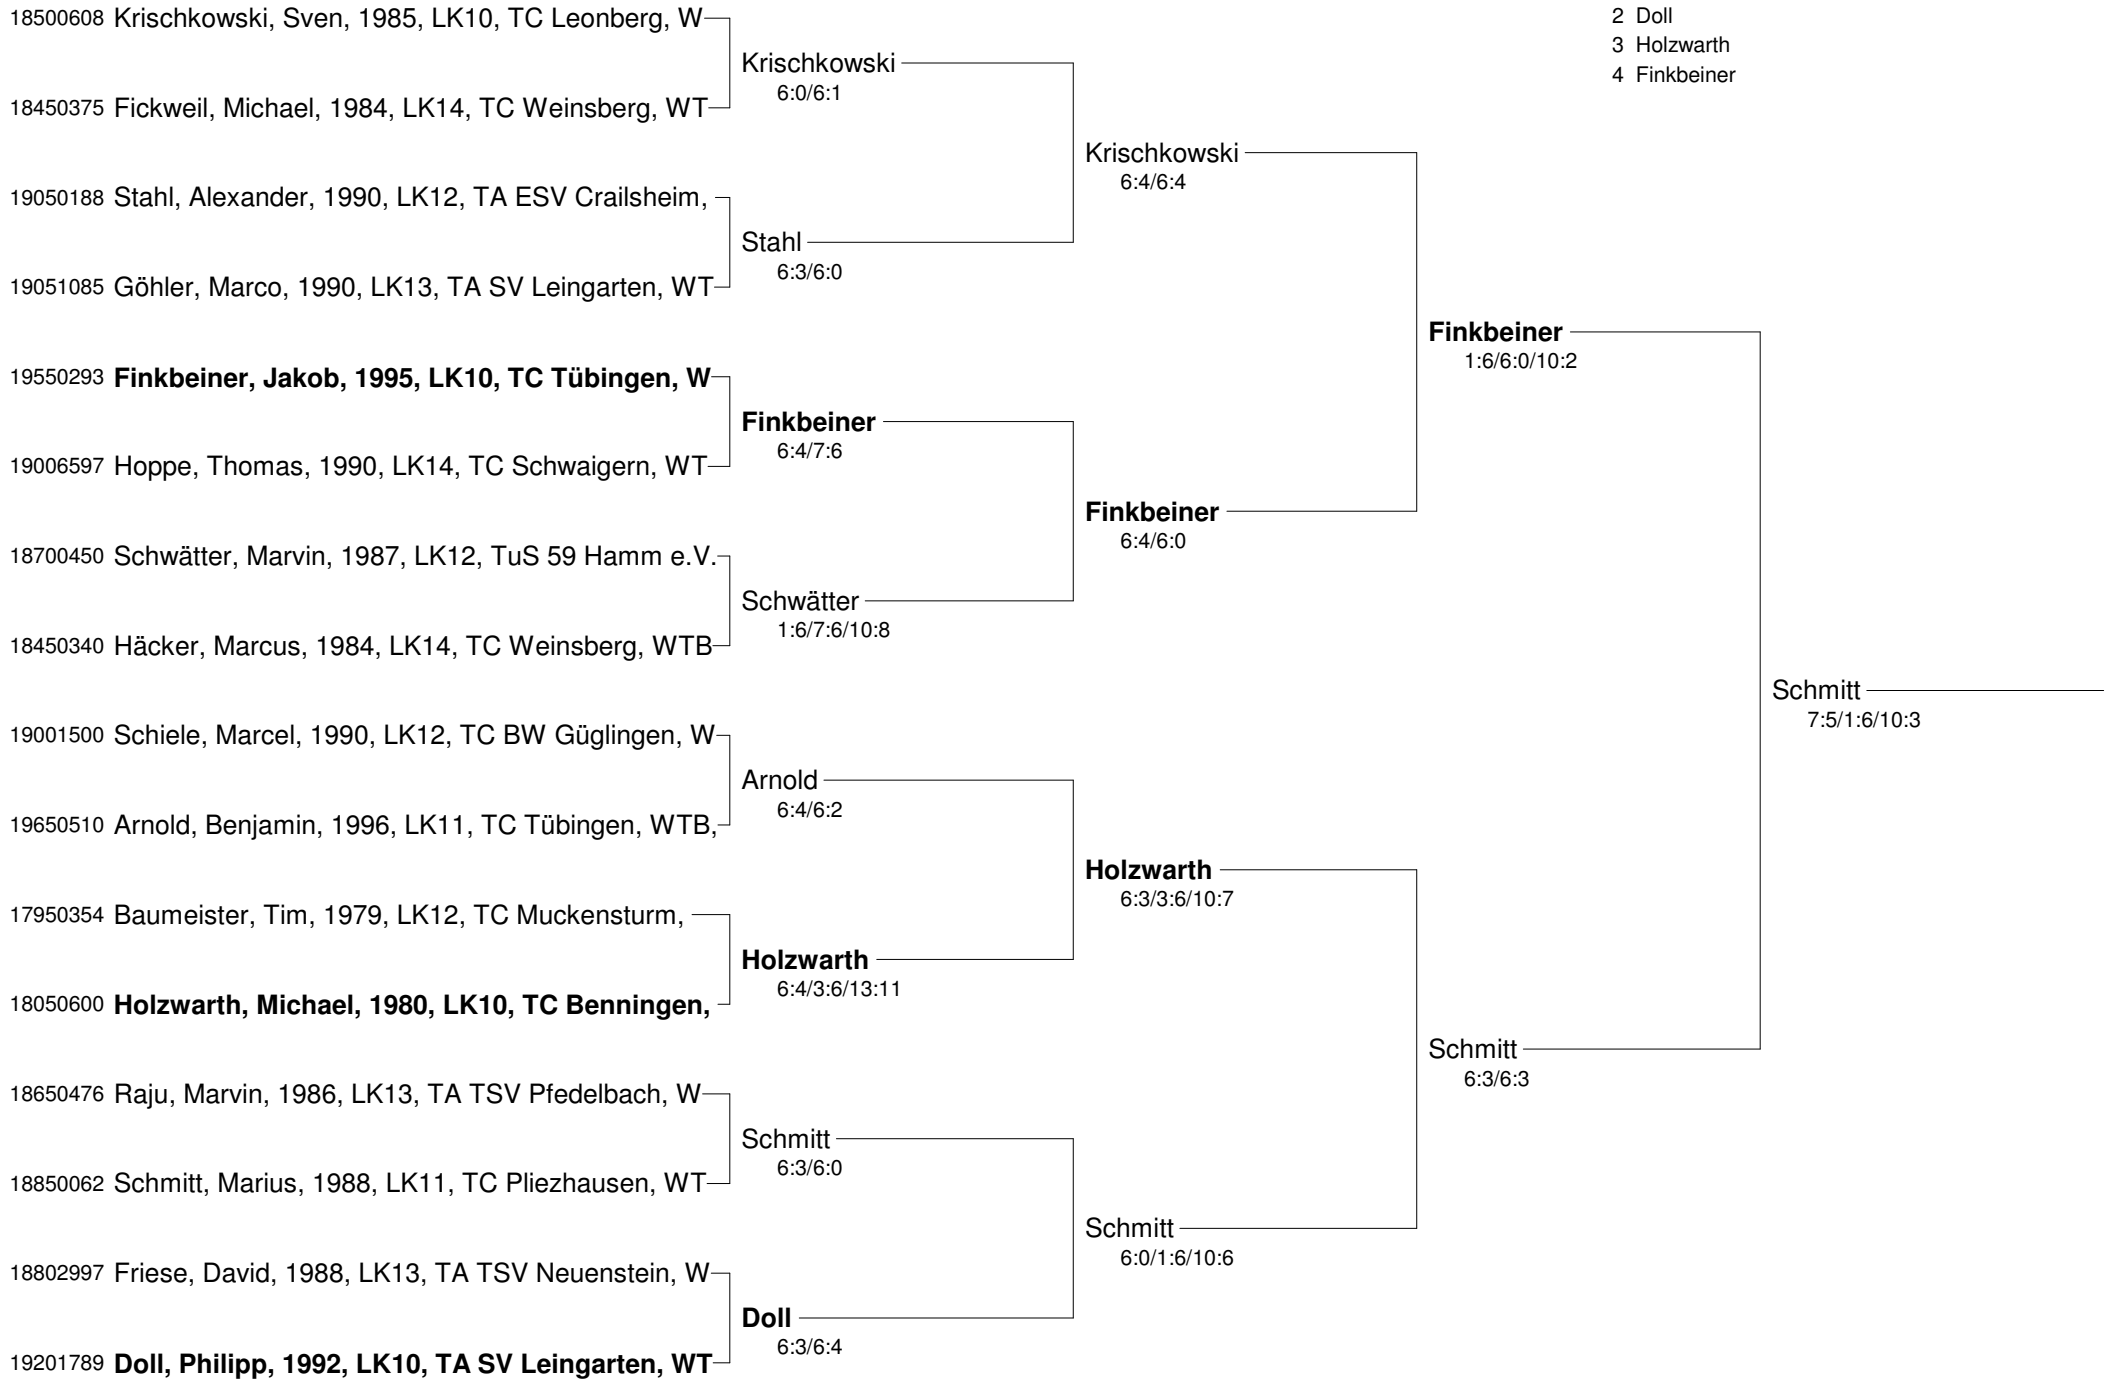 18500608 Krischkowski, Sven, 1985, LK10, TC Leonberg, W
2 Doll
3 Holzwarth
4 Finkbeiner
Krischkowski
6:0/6:1
18450375 Fickweil, Michael, 1984, LK14, TC Weinsberg, WT
Krischkowski
6:4/6:4
19050188 Stahl, Alexander, 1990, LK12, TA ESV Crailsheim,
Stahl
6:3/6:0
19051085 Göhler, Marco, 1990, LK13, TA SV Leingarten, WT
Finkbeiner
1:6/6:0/10:2
19550293 Finkbeiner, Jakob, 1995, LK10, TC Tübingen, W
Finkbeiner
6:4/7:6
19006597 Hoppe, Thomas, 1990, LK14, TC Schwaigern, WT
Finkbeiner
6:4/6:0
18700450 Schwätter, Marvin, 1987, LK12, TuS 59 Hamm e.V.
Schwätter
1:6/7:6/10:8
18450340 Häcker, Marcus, 1984, LK14, TC Weinsberg, WTB
Schmitt
7:5/1:6/10:3
19001500 Schiele, Marcel, 1990, LK12, TC BW Güglingen, W
Arnold
6:4/6:2
19650510 Arnold, Benjamin, 1996, LK11, TC Tübingen, WTB,
Holzwarth
6:3/3:6/10:7
17950354 Baumeister, Tim, 1979, LK12, TC Muckensturm,
Holzwarth
6:4/3:6/13:11
18050600 Holzwarth, Michael, 1980, LK10, TC Benningen,
Schmitt
6:3/6:3
18650476 Raju, Marvin, 1986, LK13, TA TSV Pfedelbach, W
Schmitt
6:3/6:0
18850062 Schmitt, Marius, 1988, LK11, TC Pliezhausen, WT
Schmitt
6:0/1:6/10:6
18802997 Friese, David, 1988, LK13, TA TSV Neuenstein, W
Doll
6:3/6:4
19201789 Doll, Philipp, 1992, LK10, TA SV Leingarten, WT